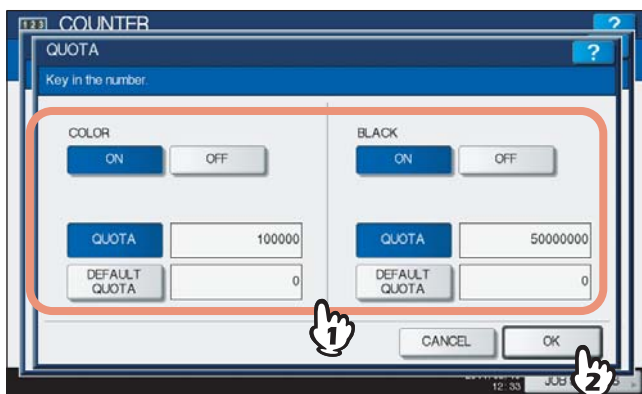 123 COUNTER ?
QUOTA ?
Key in the number.
COLOR
ON OFF
QUOTA 100000
DEFAULT QUOTA 0
BLACK
ON OFF
QUOTA 50000000
DEFAULT QUOTA 0
1
CANCEL OK
2
12:33 JOB